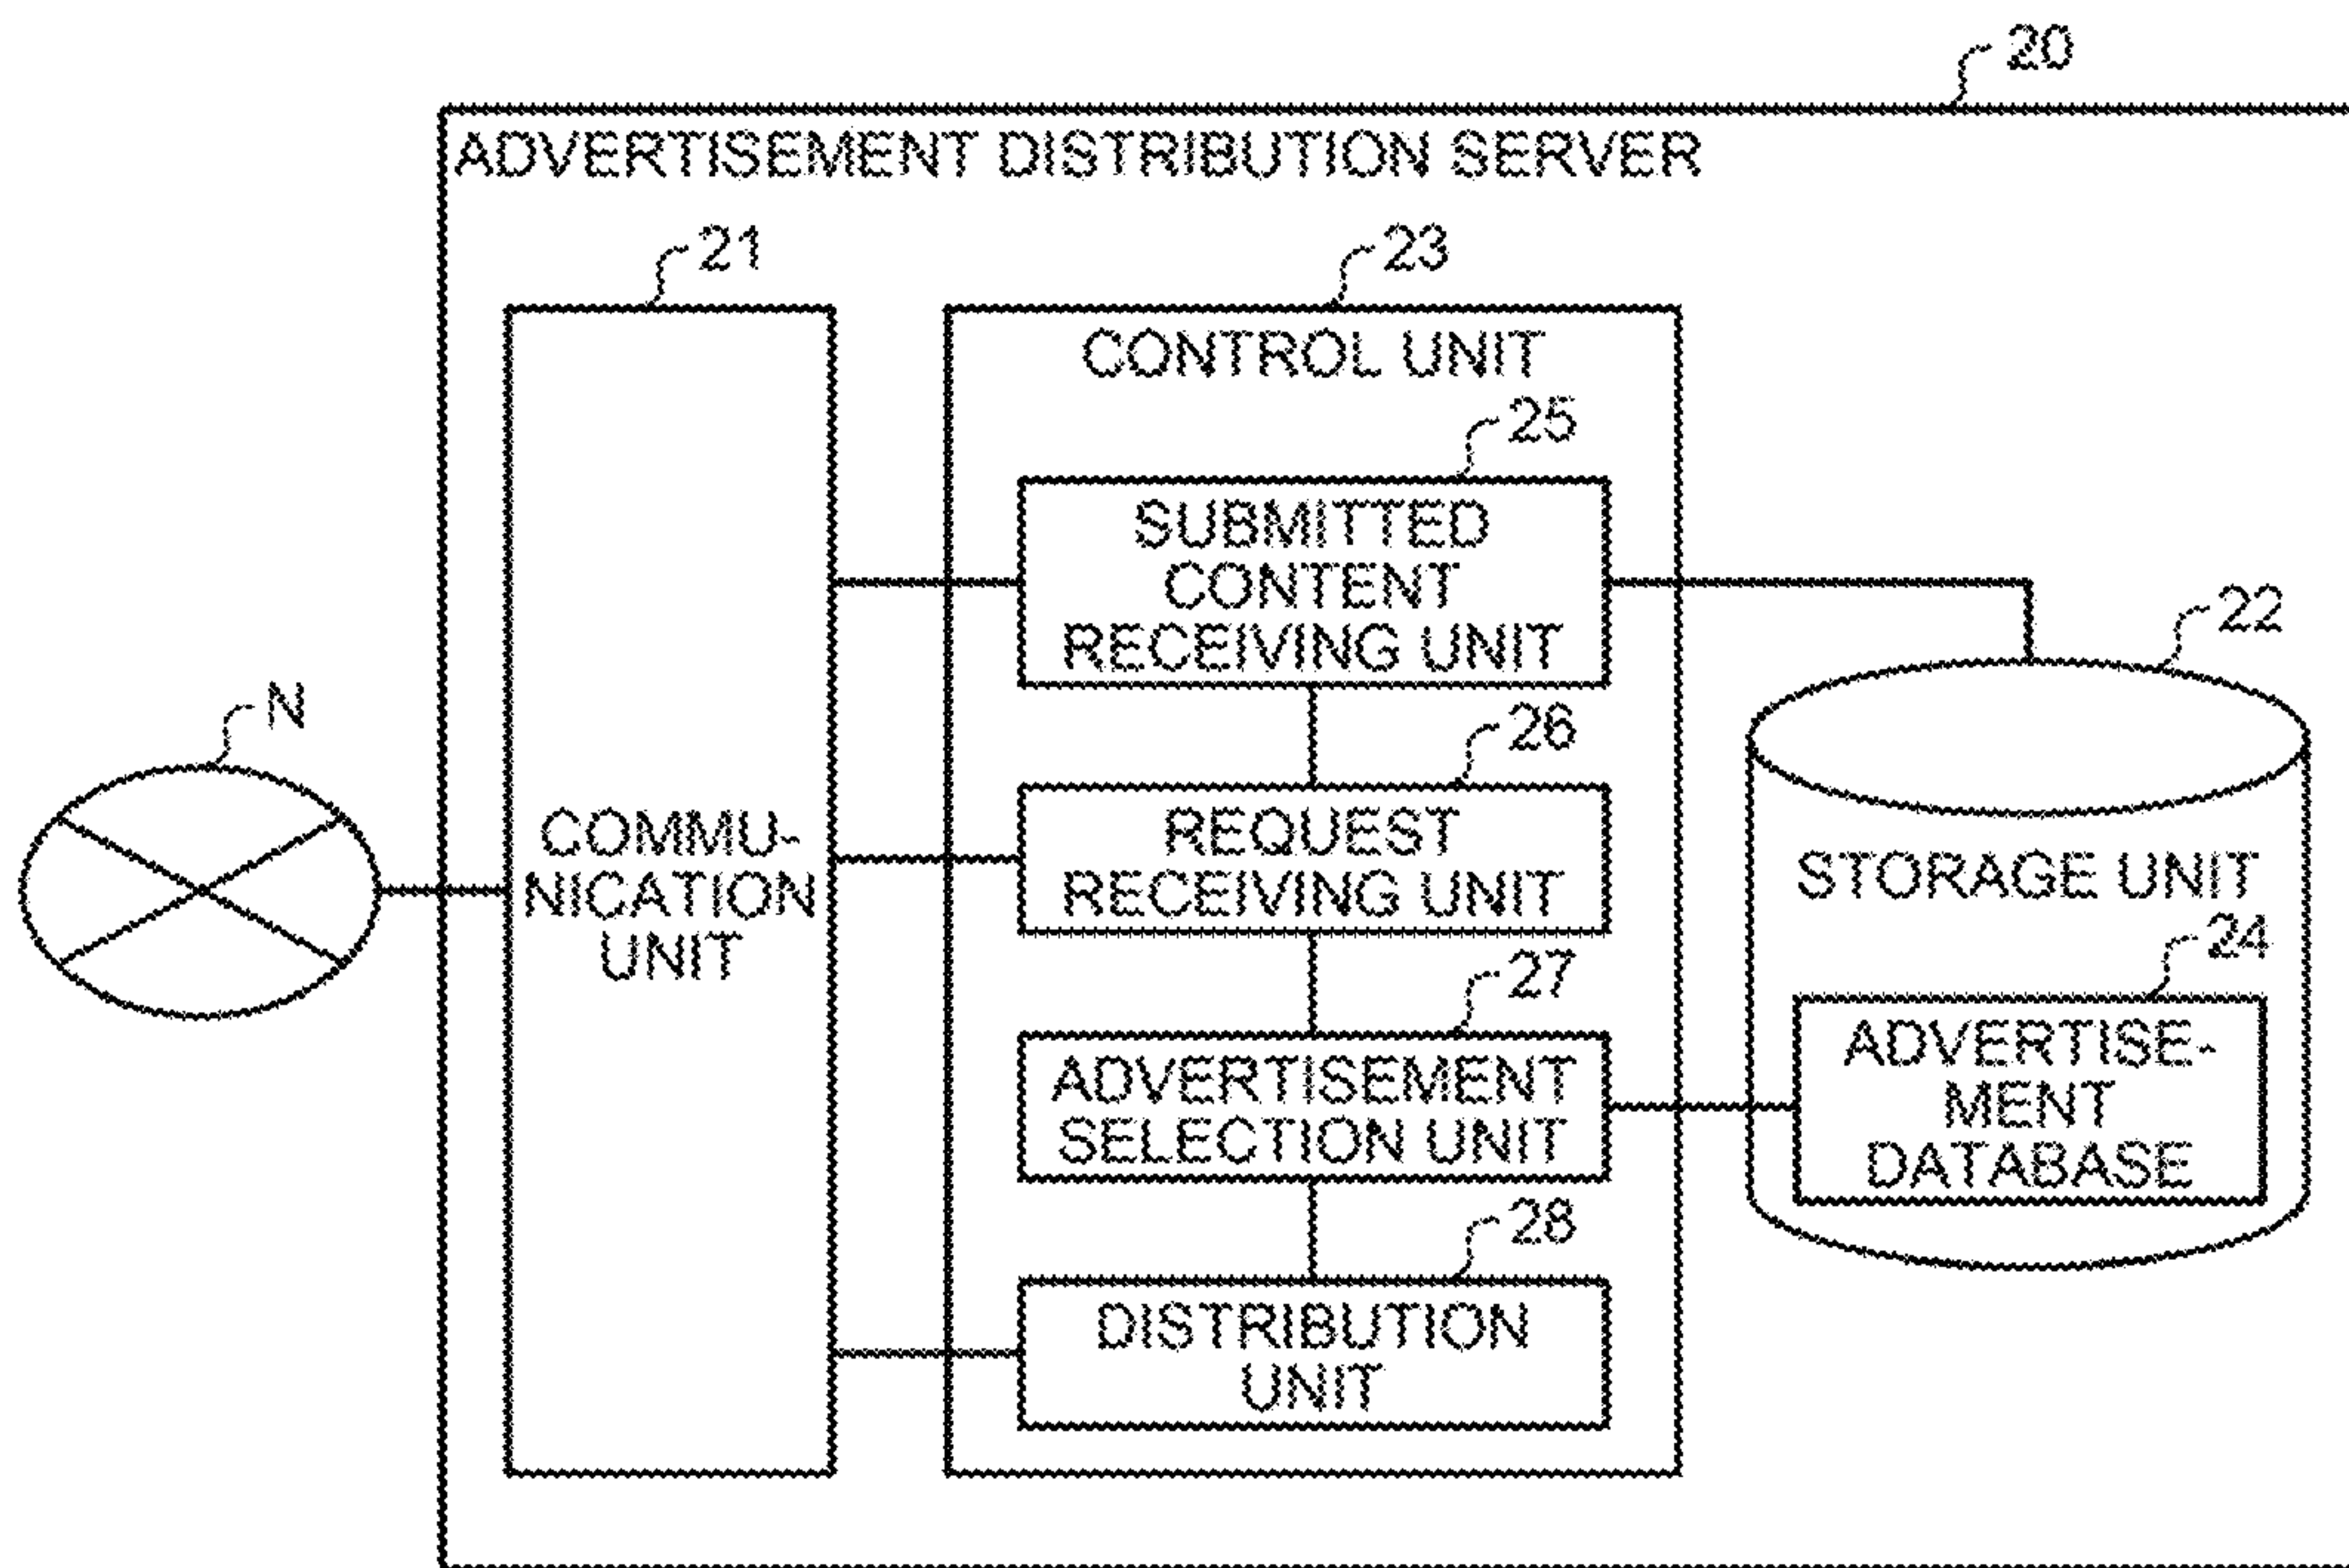 20
ADVERTISEMENT DISTRIBUTION SERVER
21
23
CONTROL UNIT
25
SUBMITTED
CONTENT
RECEIVING UNIT
22
N
26
COMMU-
NICATION
UNIT
REQUEST
RECEIVING UNIT
STORAGE UNIT
24
27
ADVERTISEMENT
SELECTION UNIT
ADVERTISE-
MENT
DATABASE
28
DISTRIBUTION
UNIT